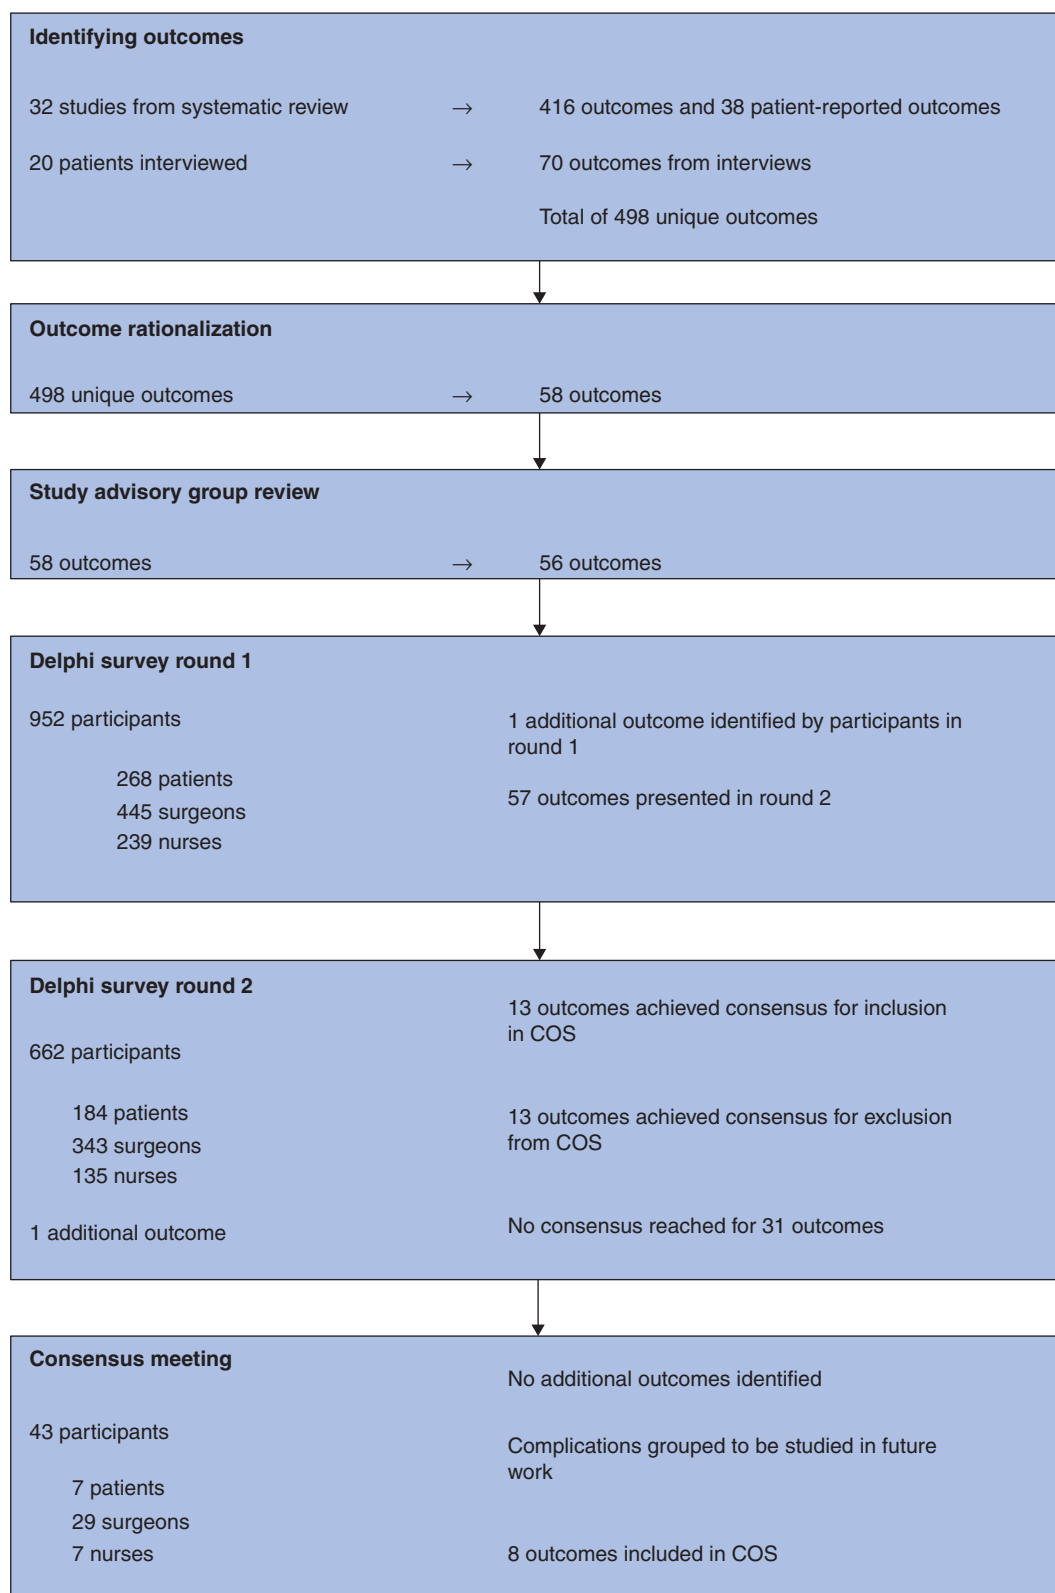 Identifying outcomes
32 studies from systematic review → 416 outcomes and 38 patient-reported outcomes
20 patients interviewed → 70 outcomes from interviews
Total of 498 unique outcomes
Outcome rationalization
498 unique outcomes → 58 outcomes
Study advisory group review
58 outcomes → 56 outcomes
Delphi survey round 1
952 participants
268 patients
445 surgeons
239 nurses
1 additional outcome identified by participants in
round 1
57 outcomes presented in round 2
Delphi survey round 2
662 participants
184 patients
343 surgeons
135 nurses
1 additional outcome
13 outcomes achieved consensus for inclusion
in COS
13 outcomes achieved consensus for exclusion
from COS
No consensus reached for 31 outcomes
Consensus meeting
43 participants
7 patients
29 surgeons
7 nurses
No additional outcomes identified
Complications grouped to be studied in future
work
8 outcomes included in COS